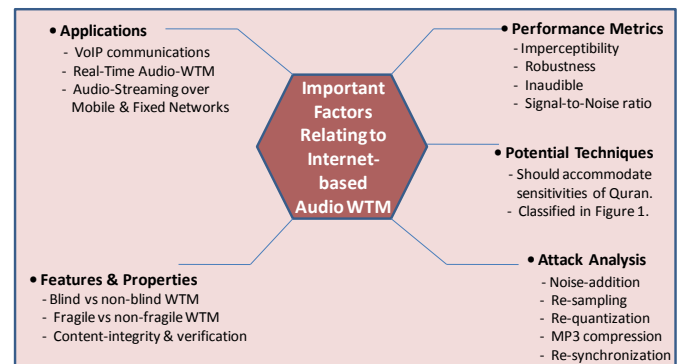 • Applications
- VoIP communications
- Real-Time Audio-WTM
- Audio-Streaming over
Mobile & Fixed Networks
Important
Factors
Relating to
Internet-
based
Audio WTM
• Performance Metrics
- Imperceptibility
- Robustness
- Inaudible
- Signal-to-Noise ratio
• Potential Techniques
- Should accommodate
sensitivities of Quran.
- Classified in Figure 1.
• Features & Properties
- Blind vs non-blind WTM
- Fragile vs non-fragile WTM
- Content-integrity & verification
• Attack Analysis
- Noise-addition
- Re-sampling
- Re-quantization
- MP3 compression
- Re-synchronization